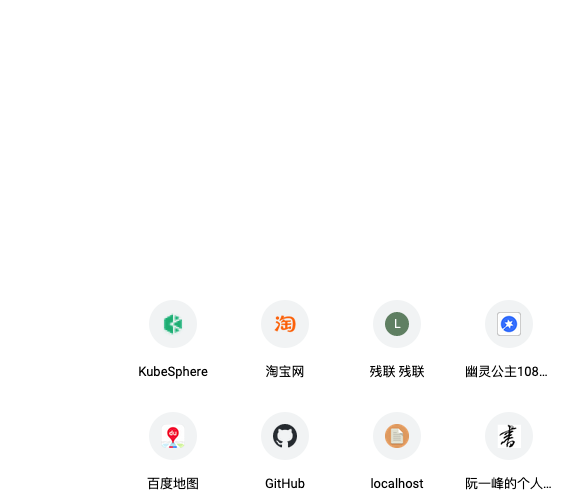 淘
L
KubeSphere
淘宝网
残联 残联
幽灵公主108...
du
書
百度地图
GitHub
localhost
阮一峰的个人...